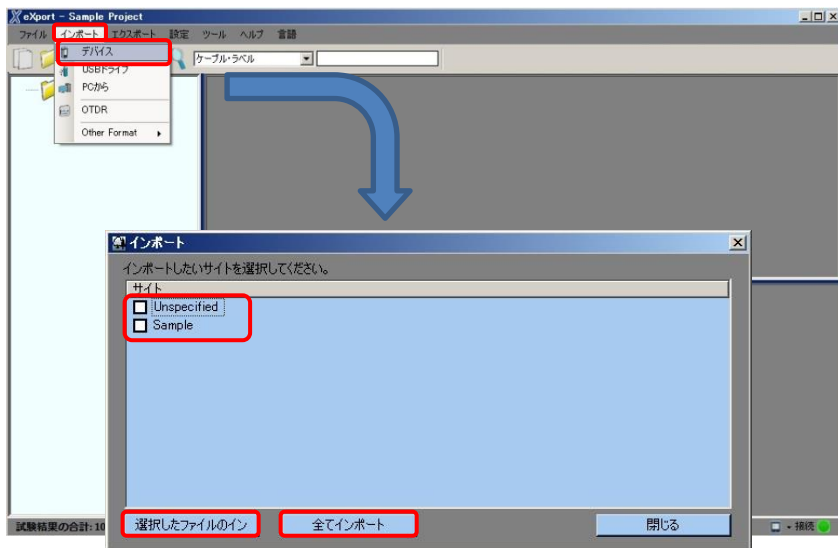 eXport - Sample Project
ファイル インポート エクスポート 設定 ツール ヘルプ 言語
デバイス
ケーブル・ラベル
USBドライブ
PCから
OTDR
Other Format
インポート
インポートしたいサイトを選択してください。
サイト
Unspecified
Sample
選択したファイルのイン
全てインポート
閉じる
試験結果の合計: 10
接続